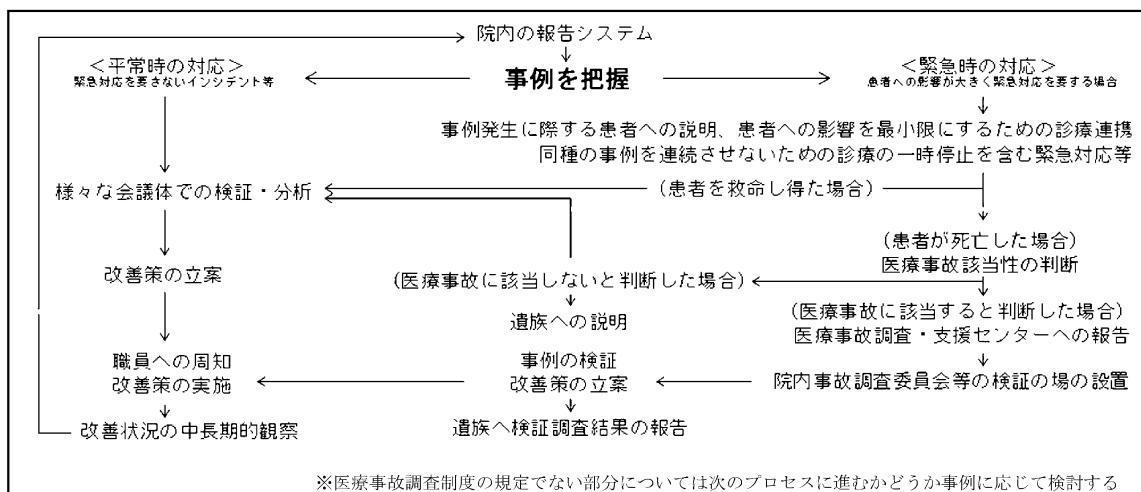 院内の報告システム
＜平常時の対応＞
緊急対応を要さないインシデント等
事例を把握
＜緊急時の対応＞
患者への影響が大きく緊急対応を要する場合
事例発生に際する患者への説明、患者への影響を最小限にするための診療連携
同種の事例を連続させないための診療の一時停止を含む緊急対応等
様々な会議体での検証・分析
(患者を救命し得た場合)
(患者が死亡した場合)
医療事故該当性の判断
改善策の立案
(医療事故に該当しないと判断した場合)
遺族への説明
(医療事故に該当すると判断した場合)
医療事故調査・支援センターへの報告
職員への周知
改善策の実施
事例の検証
改善策の立案
院内事故調査委員会等の検証の場の設置
改善状況の中長期的観察
遺族へ検証調査結果の報告
※医療事故調査制度の規定でない部分については次のプロセスに進むかどうか事例に応じて検討する